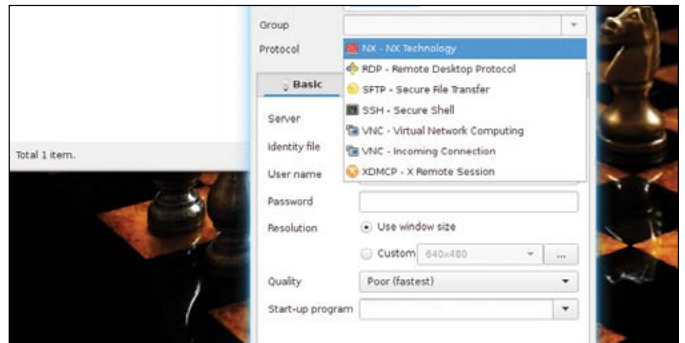 Group
Protocol
NX - NX Technology
RDP - Remote Desktop Protocol
Basic
SFTP - Secure File Transfer
Server
SSH - Secure Shell
VNC - Virtual Network Computing
Identity file
VNC - Incoming Connection
Total 1 item.
User name
XDMCP - X Remote Session
Password
Resolution
Use window size
Custom 640x480 ...
Quality
Poor (fastest)
Start-up program